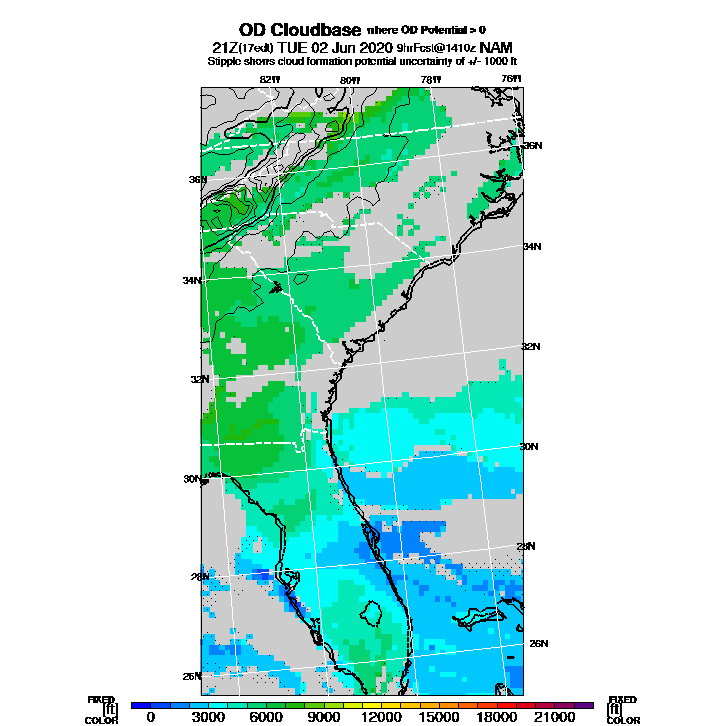 OD Cloudbase where OD Potential > 0
21Z(17edt) TUE 02 Jun 2020 9hrFcst@1410z NAM
Stipple shows cloud formation potential uncertainty of +/- 1000 ft
82W 80W 78W 76W
36N 36N
34N 34N
32N 32N
30N 30N
28N 28N
26N 26N
FIXED FIXED
[ft] [ft]
COLOR COLOR
0 3000 6000 9000 12000 15000 18000 21000